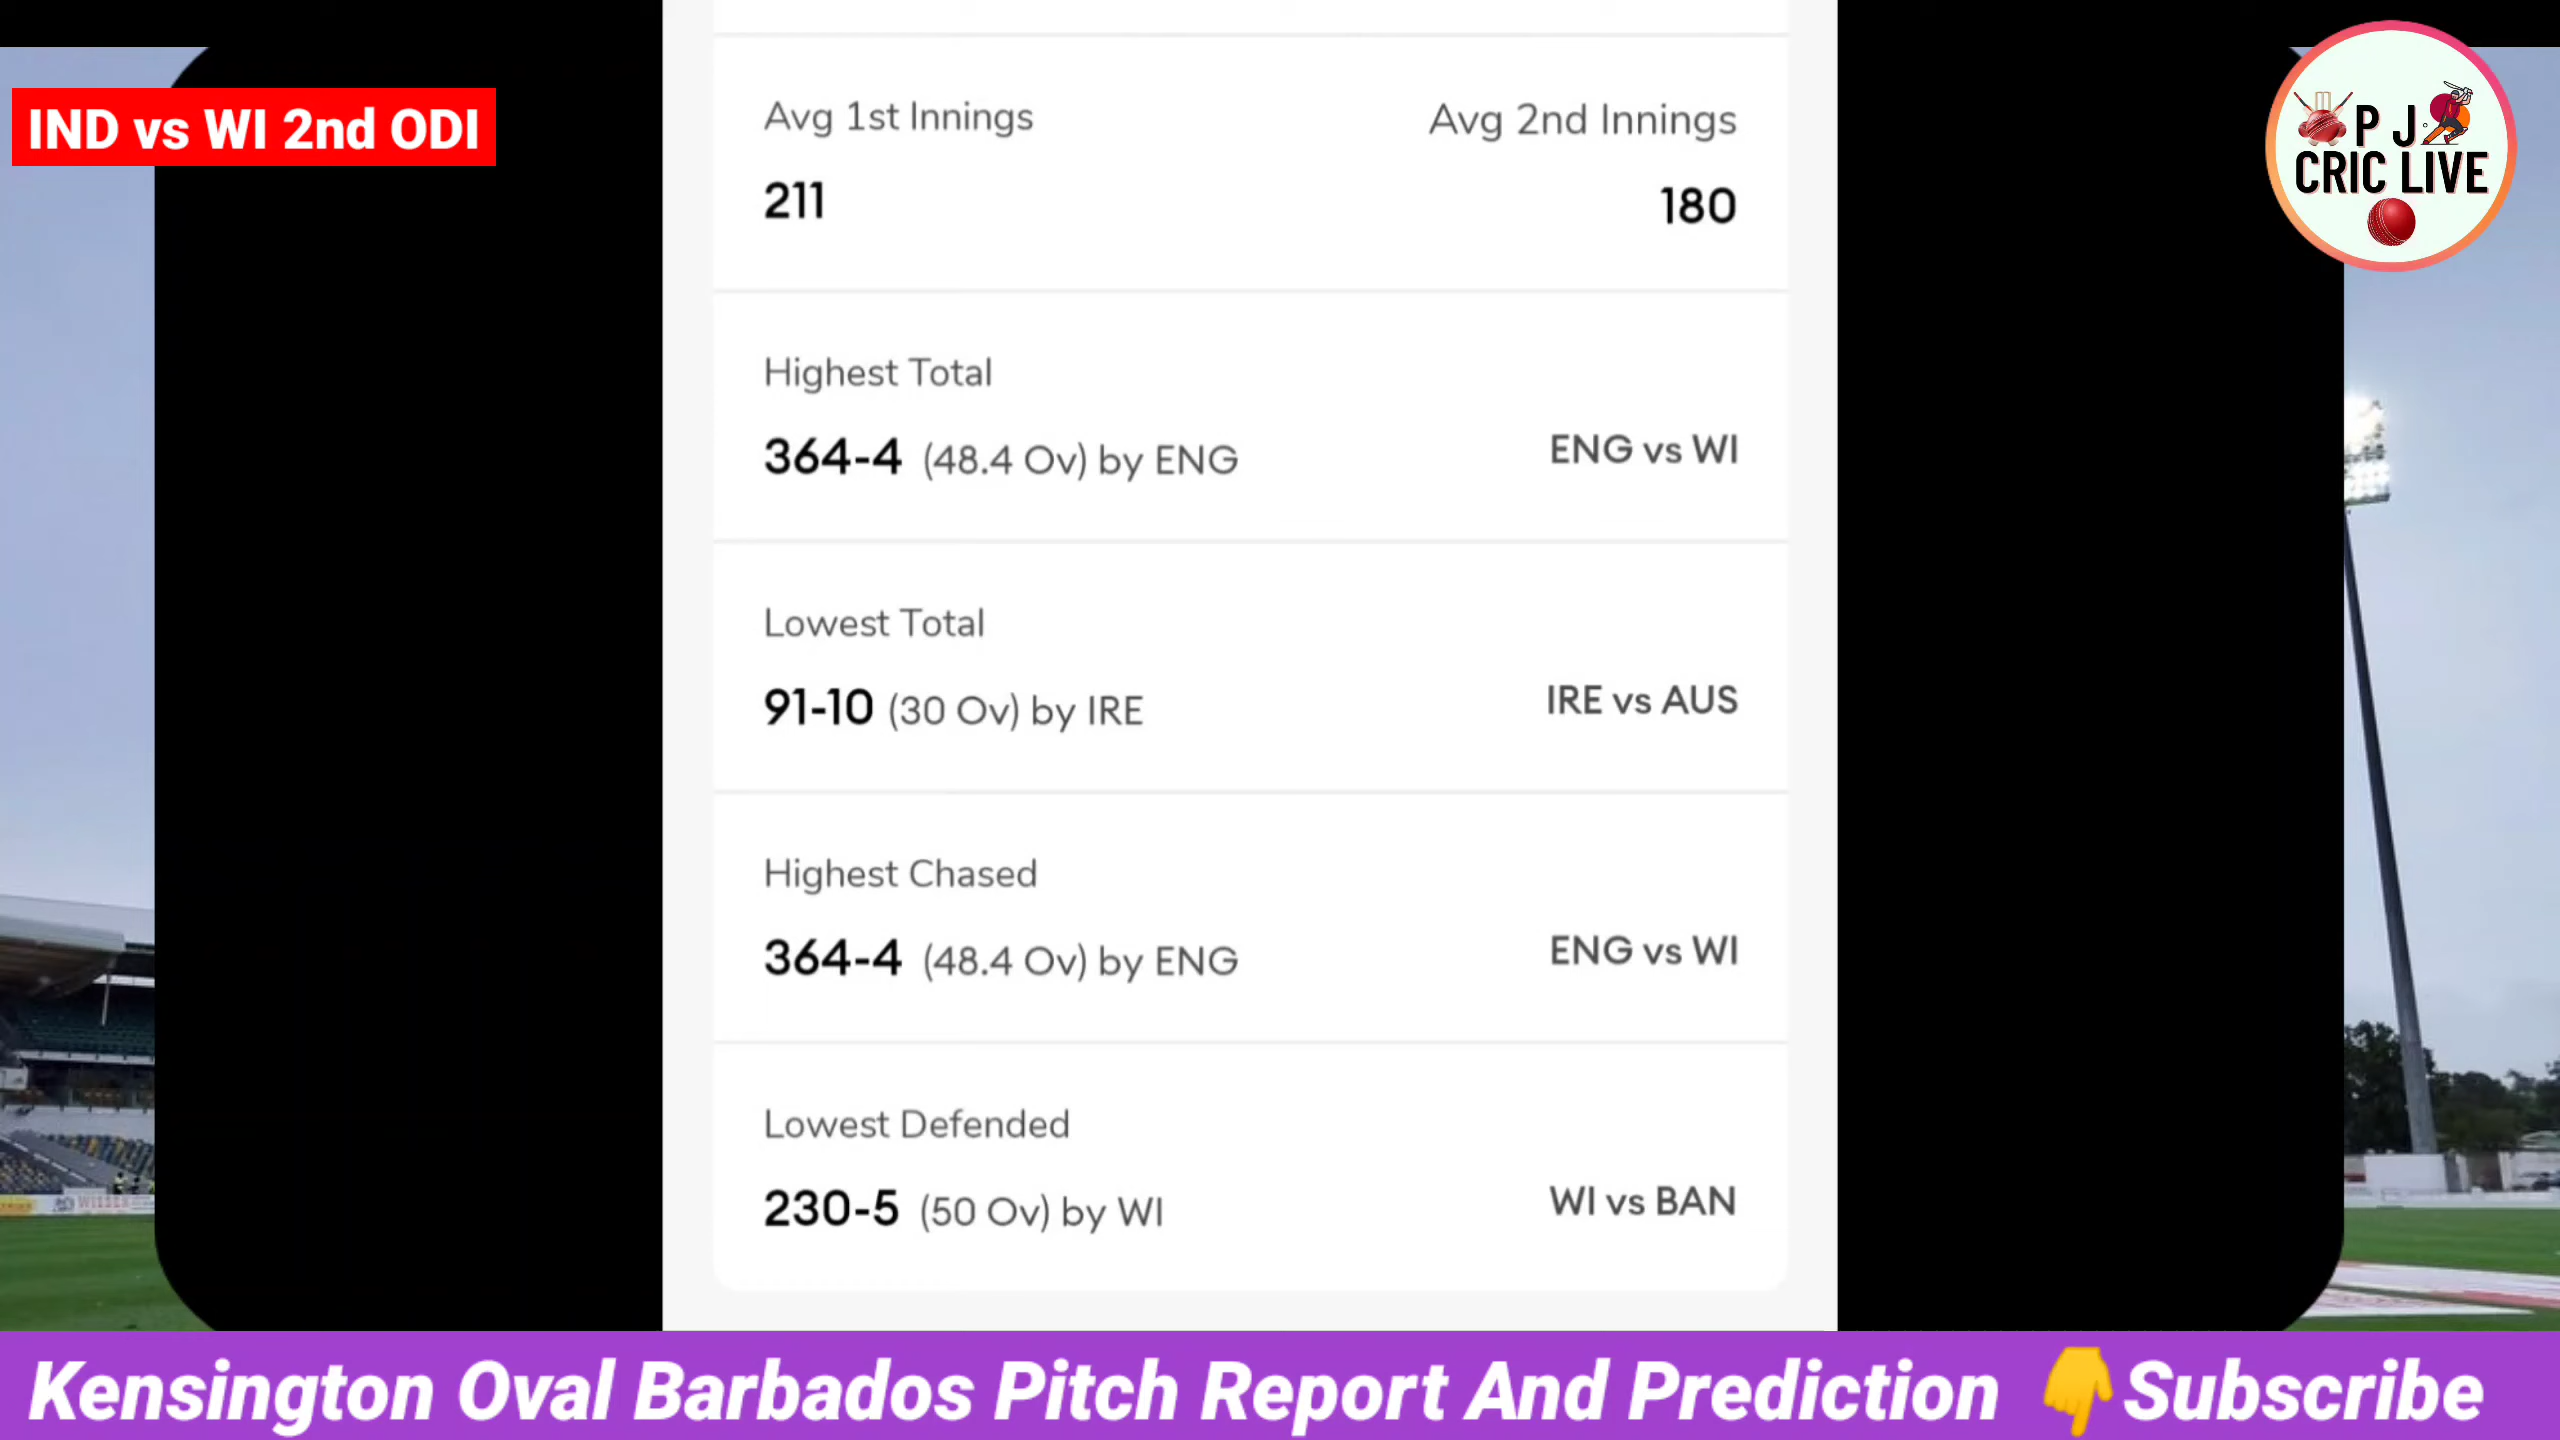 IND vs WI 2nd ODI
P J
CRIC LIVE
Avg 1st Innings
Avg 2nd Innings
211
180
Highest Total
364-4 (48.4 Ov) by ENG
ENG vs WI
Lowest Total
91-10 (30 Ov) by IRE
IRE vs AUS
Highest Chased
364-4 (48.4 Ov) by ENG
ENG vs WI
Lowest Defended
230-5 (50 Ov) by WI
WI vs BAN
Kensington Oval Barbados Pitch Report And Prediction 👇Subscribe